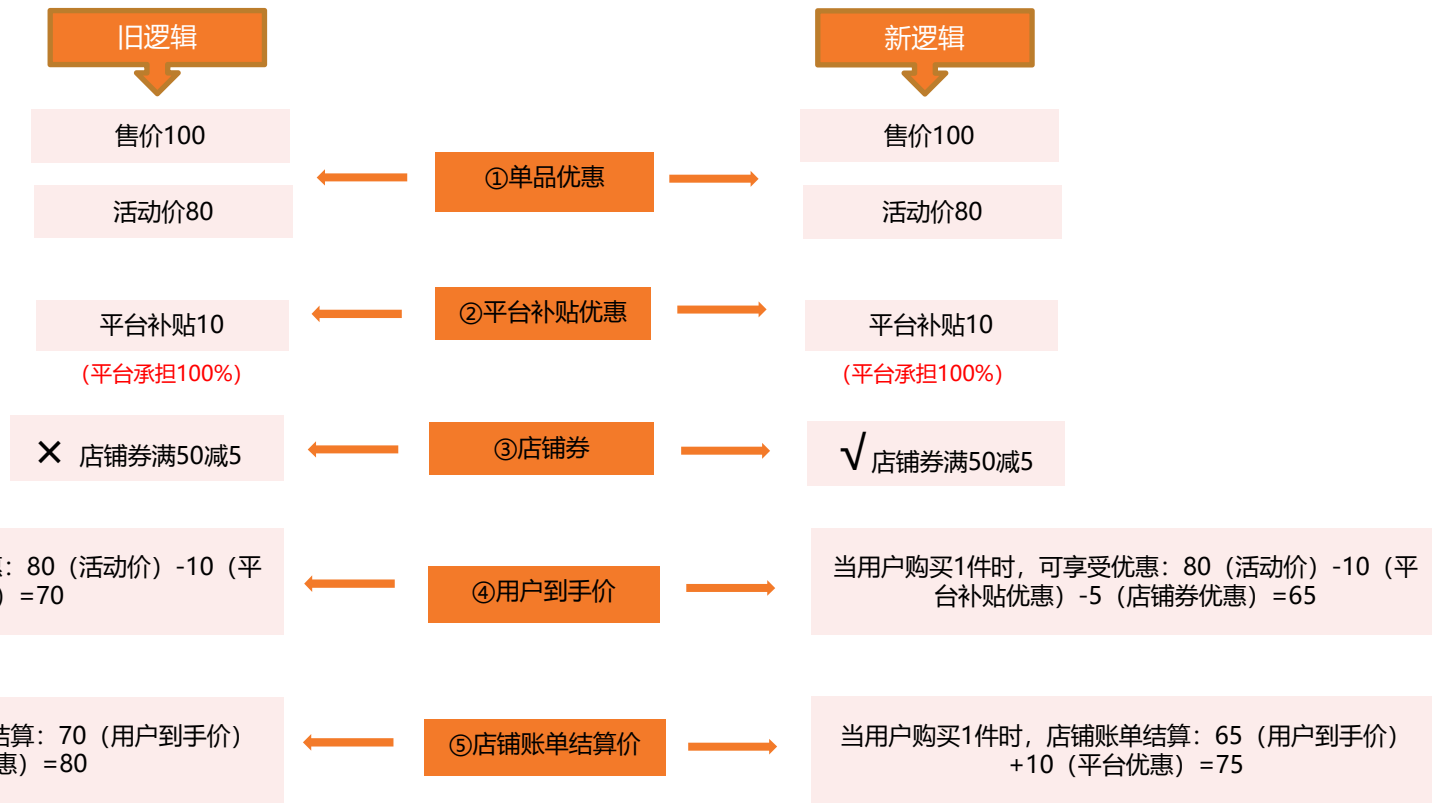 旧逻辑
新逻辑
售价100
售价100
①单品优惠
活动价80
活动价80
②平台补贴优惠
平台补贴10
平台补贴10
(平台承担100%)
(平台承担100%)
③店铺券
× 店铺券满50减5
√店铺券满50减5
：80（活动价）-10（平
）=70
④用户到手价
当用户购买1件时，可享受优惠：80（活动价）-10（平
台补贴优惠）-5（店铺券优惠）=65
结算：70（用户到手价）
惠）=80
⑤店铺账单结算价
当用户购买1件时，店铺账单结算：65（用户到手价）
+10（平台优惠）=75